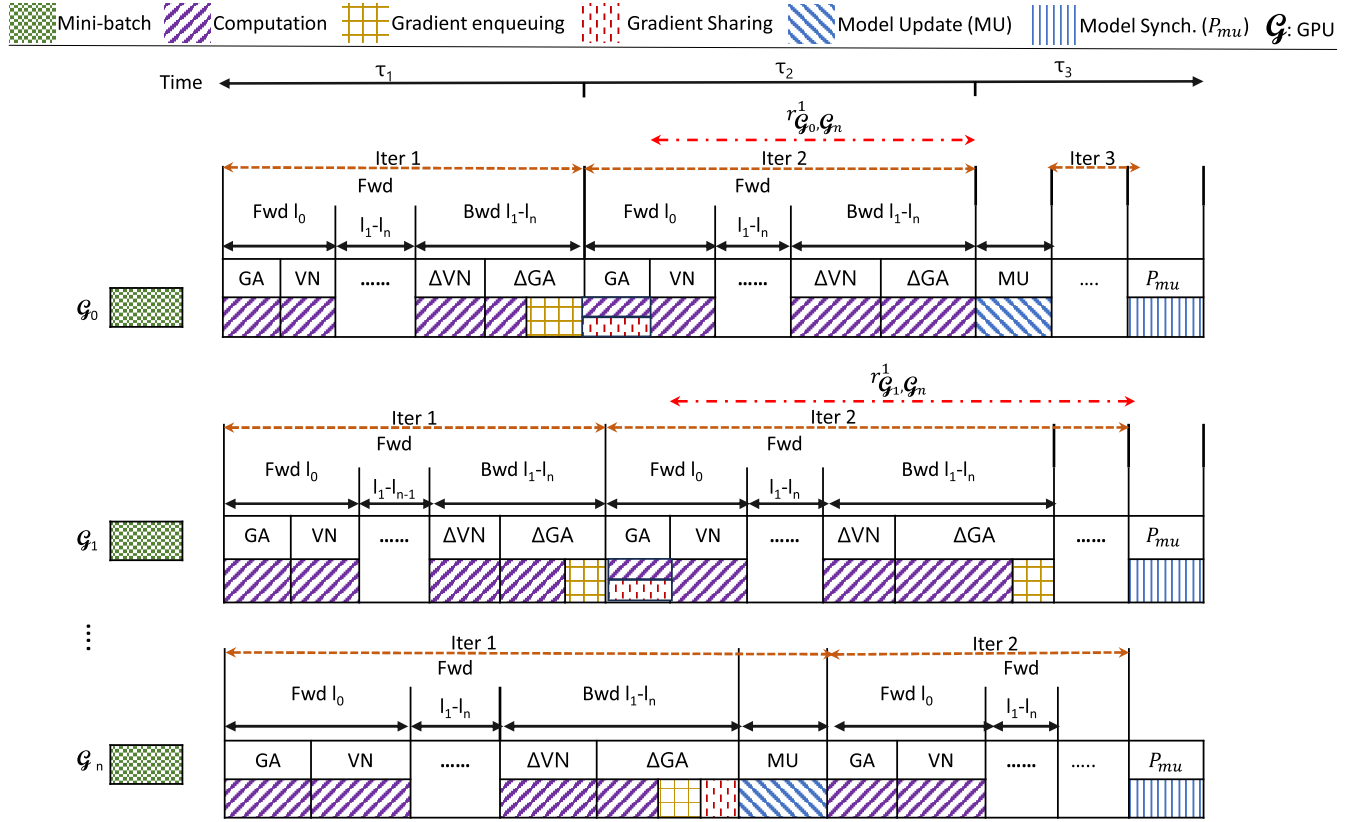 Mini-batch Computation Gradient enqueuing Gradient Sharing Model Update (MU) Model Synch. (P_mu) 𝓖: GPU
Time τ1 τ2 τ3
r^1_𝓖0,𝓖n
Iter 1 Iter 2 Iter 3
Fwd Fwd
Fwd l0 l1-ln Bwd l1-ln Fwd l0 l1-ln Bwd l1-ln
GA VN ...... ΔVN ΔGA GA VN ...... ΔVN ΔGA MU .... P_mu
𝓖0
r^1_𝓖1,𝓖n
Iter 1 Iter 2
Fwd Fwd
Fwd l0 l1-ln-1 Bwd l1-ln Fwd l0 l1-ln Bwd l1-ln
GA VN ...... ΔVN ΔGA GA VN ...... ΔVN ΔGA ...... P_mu
𝓖1
....
Iter 1 Iter 2
Fwd Fwd
Fwd l0 l1-ln Bwd l1-ln Fwd l0 l1-ln
GA VN ...... ΔVN ΔGA MU GA VN ...... ..... P_mu
𝓖n